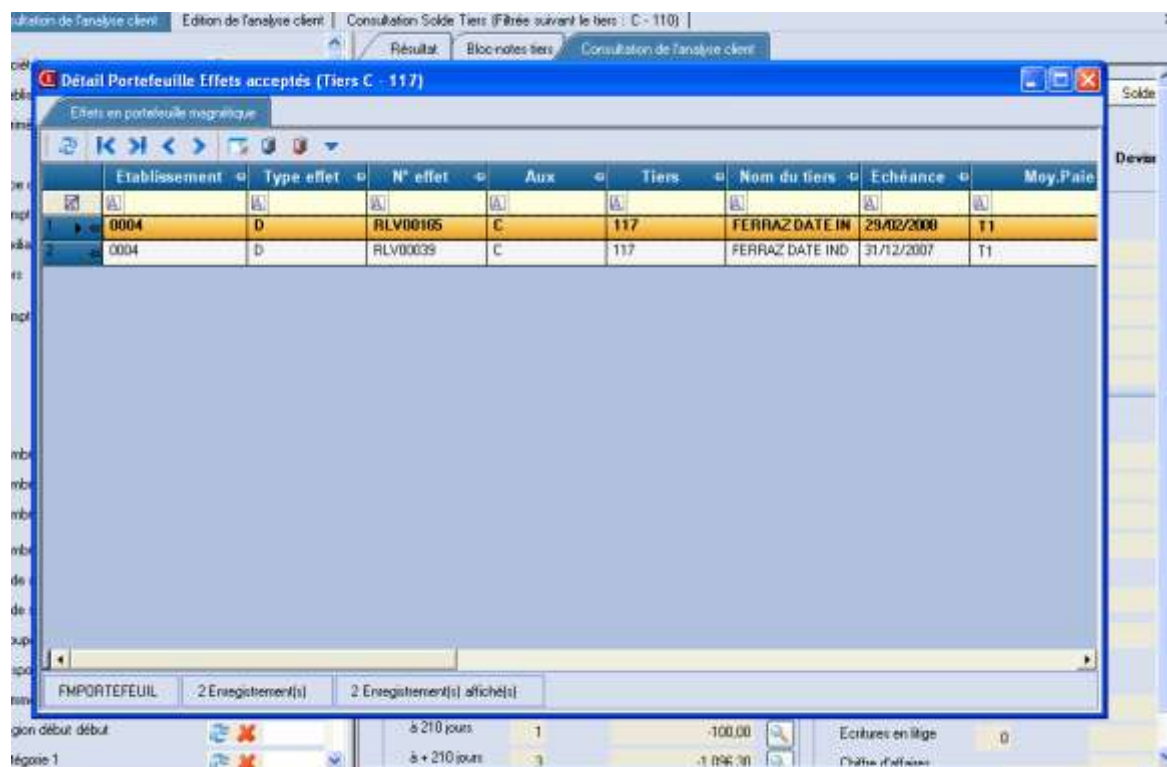 Edition de l'analyse client
Consultation Solde Tiers (Filtrée suivant le tiers : C - 110)
Résultat
Bloc-notes tiers
Consultation de l'analyse client
Détail Portefeuille Effets acceptés (Tiers C - 117)
Solde
Effets en portefeuille magnétique
Etablissement Type effet N° effet Aux Tiers Nom du tiers Echéance Moy.Paie
1 0004 D RLV00165 C 117 FERRAZ DATE IN 29/02/2008 T1
2 0004 D RLV00039 C 117 FERRAZ DATE IND 31/12/2007 T1
FMPORTEFEUIL 2 Enregistrement(s) 2 Enregistrement(s) affiché(s)
début début à 210 jours 1 -100,00 Ecritures en litige 0
1 à + 210 jours 3 -1 096,30 Chiffre d'affaires